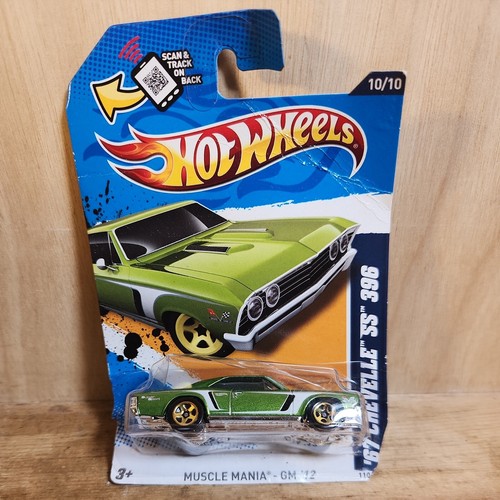 SCAN &
TRACK
ON
BACK
10/10
HOT WHEELS
'67 CHEVELLE™ SS™ 396
3+
MUSCLE MANIA® - GM '12